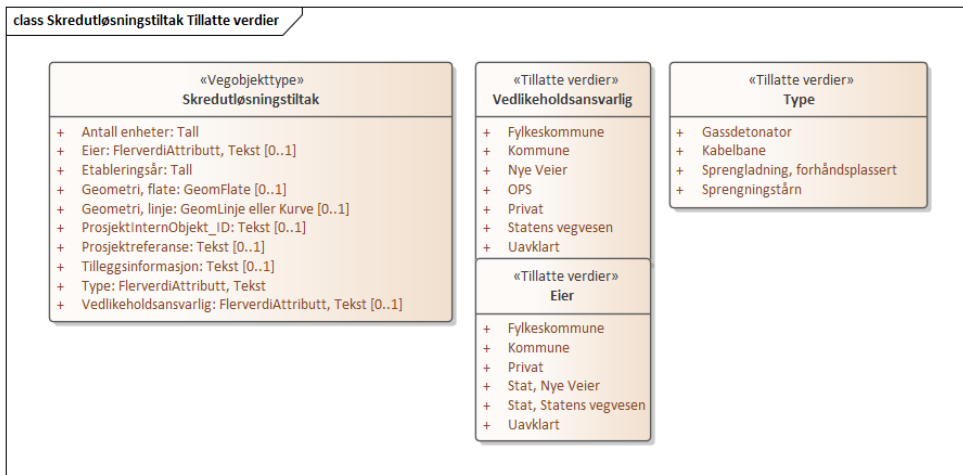 class Skredutløsningstiltak Tillatte verdier
«Vegobjekttype»
Skredutløsningstiltak
+ Antall enheter: Tall
+ Eier: FlerverdiAttributt, Tekst [0..1]
+ Etableringsår: Tall
+ Geometri, flate: GeomFlate [0..1]
+ Geometri, linje: GeomLinje eller Kurve [0..1]
+ ProsjektInternObjekt_ID: Tekst [0..1]
+ Prosjektreferanse: Tekst [0..1]
+ Tilleggsinformasjon: Tekst [0..1]
+ Type: FlerverdiAttributt, Tekst
+ Vedlikeholdsansvarlig: FlerverdiAttributt, Tekst [0..1]
«Tillatte verdier»
Vedlikeholdsansvarlig
+ Fylkeskommune
+ Kommune
+ Nye Veier
+ OPS
+ Privat
+ Statens vegvesen
+ Uavklart
«Tillatte verdier»
Eier
+ Fylkeskommune
+ Kommune
+ Privat
+ Stat, Nye Veier
+ Stat, Statens vegvesen
+ Uavklart
«Tillatte verdier»
Type
+ Gassdetonator
+ Kabelbane
+ Sprengladning, forhåndsplassert
+ Sprengningstårn